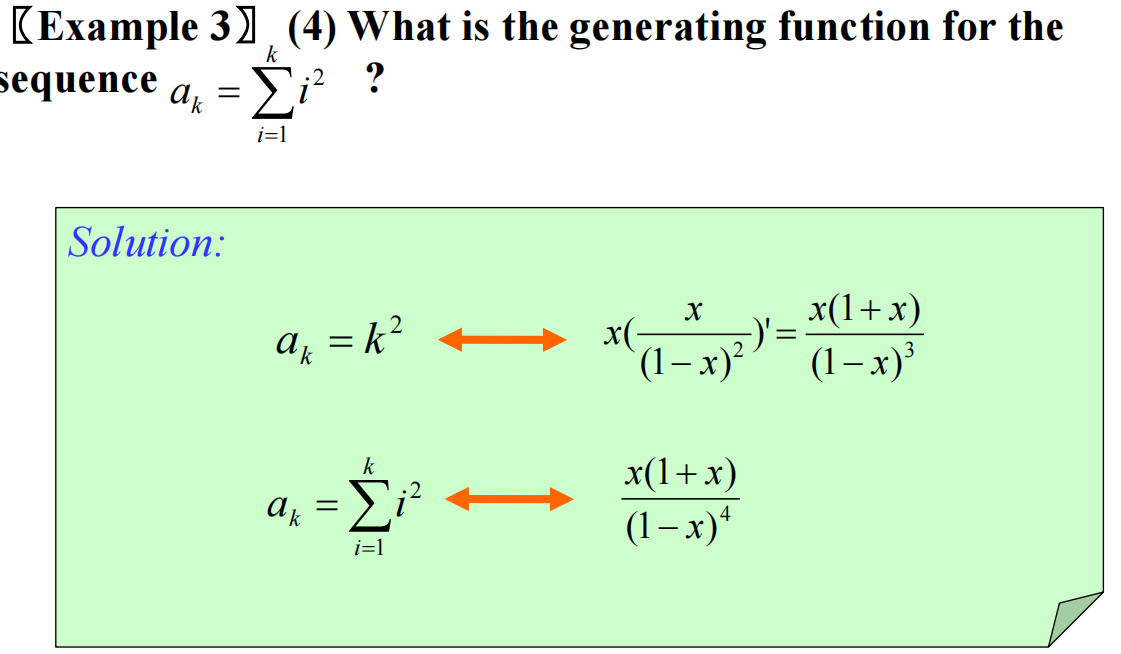 〖Example 3〗 (4) What is the generating function for the
sequence $a_k = \sum_{i=1}^{k} i^2$ ?
Solution:
$a_k = k^2$ ⟷ $x(\frac{x}{(1-x)^2})' = \frac{x(1+x)}{(1-x)^3}$
$a_k = \sum_{i=1}^{k} i^2$ ⟷ $\frac{x(1+x)}{(1-x)^4}$